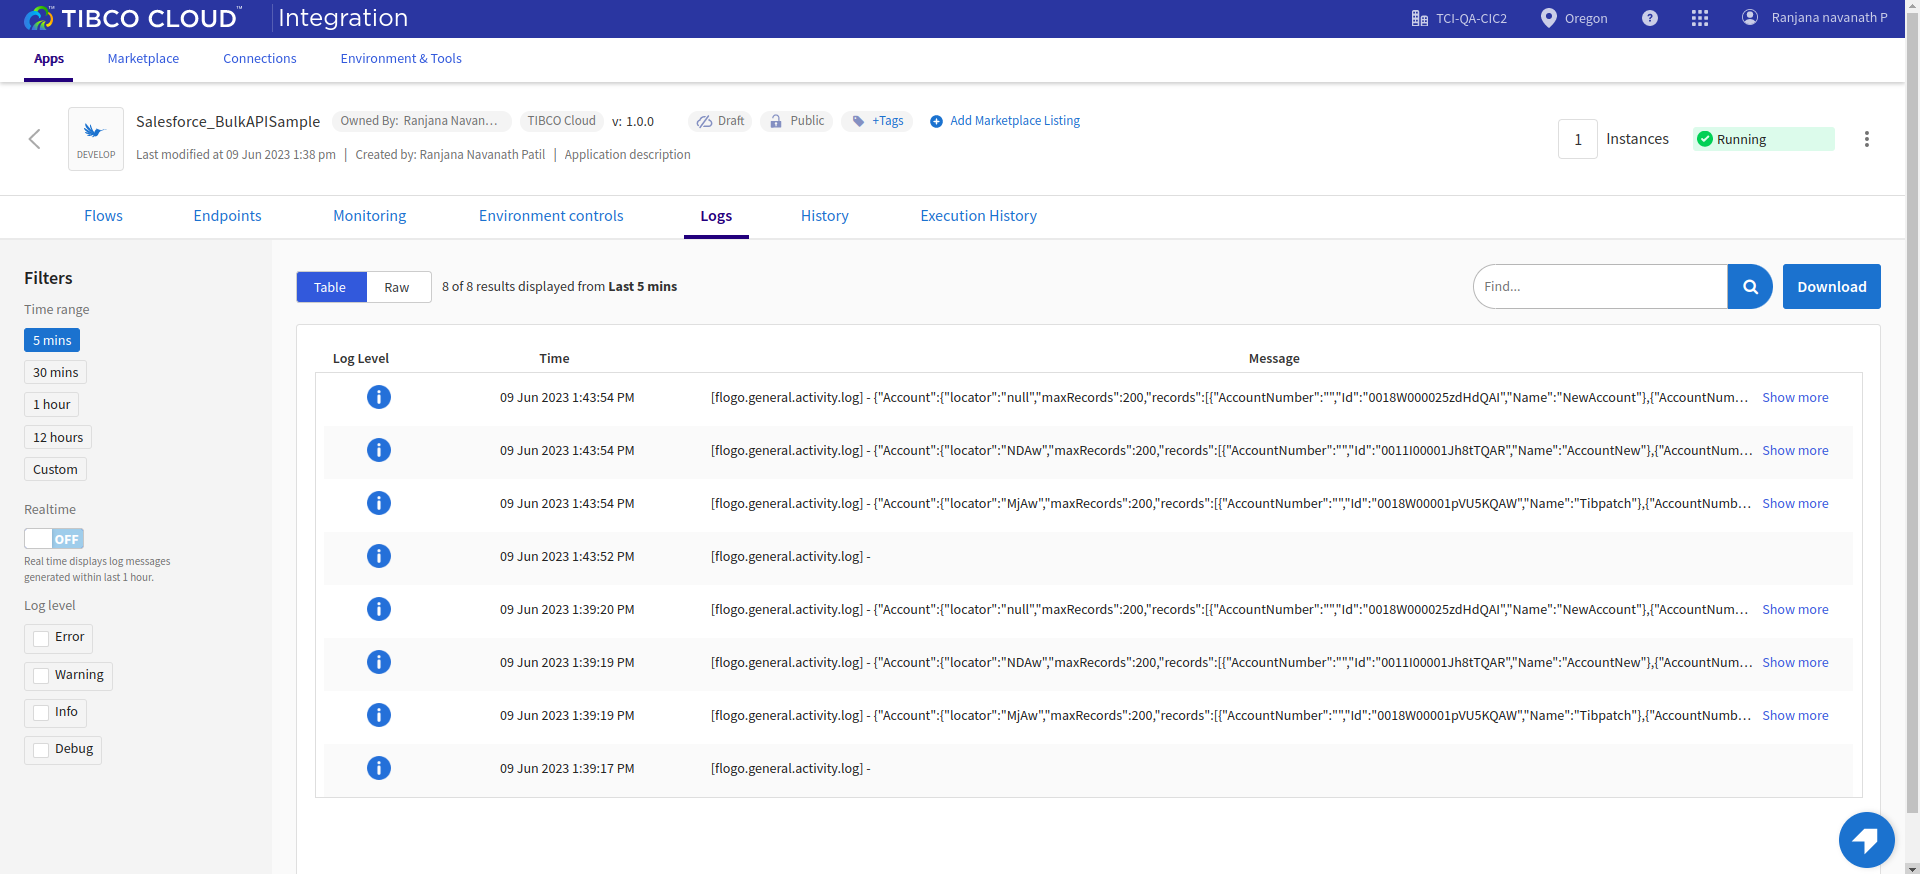 TIBCO CLOUD™ Integration
TCI-QA-CIC2 Oregon ? Ranjana navanath P
Apps Marketplace Connections Environment & Tools
DEVELOP
Salesforce_BulkAPISample Owned By: Ranjana Navan... TIBCO Cloud v: 1.0.0 Draft Public +Tags Add Marketplace Listing
Last modified at 09 Jun 2023 1:38 pm | Created by: Ranjana Navanath Patil | Application description
1 Instances Running
Flows Endpoints Monitoring Environment controls Logs History Execution History
Filters
Time range
5 mins
30 mins
1 hour
12 hours
Custom
Realtime
OFF
Real time displays log messages
generated within last 1 hour.
Log level
Error
Warning
Info
Debug
Table Raw 8 of 8 results displayed from Last 5 mins
Find... Download
Log Level Time Message
09 Jun 2023 1:43:54 PM [flogo.general.activity.log] - {"Account":{"locator":"null","maxRecords":200,"records":[{"AccountNumber":"","Id":"0018W000025zdHdQAI","Name":"NewAccount"},{"AccountNum... Show more
09 Jun 2023 1:43:54 PM [flogo.general.activity.log] - {"Account":{"locator":"NDAw","maxRecords":200,"records":[{"AccountNumber":"","Id":"0011I00001Jh8tTQAR","Name":"AccountNew"},{"AccountNum... Show more
09 Jun 2023 1:43:54 PM [flogo.general.activity.log] - {"Account":{"locator":"MjAw","maxRecords":200,"records":[{"AccountNumber":"","Id":"0018W00001pVU5KQAW","Name":"Tibpatch"},{"AccountNumb... Show more
09 Jun 2023 1:43:52 PM [flogo.general.activity.log] -
09 Jun 2023 1:39:20 PM [flogo.general.activity.log] - {"Account":{"locator":"null","maxRecords":200,"records":[{"AccountNumber":"","Id":"0018W000025zdHdQAI","Name":"NewAccount"},{"AccountNum... Show more
09 Jun 2023 1:39:19 PM [flogo.general.activity.log] - {"Account":{"locator":"NDAw","maxRecords":200,"records":[{"AccountNumber":"","Id":"0011I00001Jh8tTQAR","Name":"AccountNew"},{"AccountNum... Show more
09 Jun 2023 1:39:19 PM [flogo.general.activity.log] - {"Account":{"locator":"MjAw","maxRecords":200,"records":[{"AccountNumber":"","Id":"0018W00001pVU5KQAW","Name":"Tibpatch"},{"AccountNumb... Show more
09 Jun 2023 1:39:17 PM [flogo.general.activity.log] -